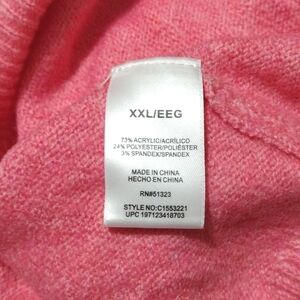 XXL/EEG
73% ACRYLIC/ACRÍLICO
24% POLYESTER/POLIÉSTER
3% SPANDEX/SPANDEX
MADE IN CHINA
HECHO EN CHINA
RN#51323
STYLE NO:C1553221
UPC 197123418703